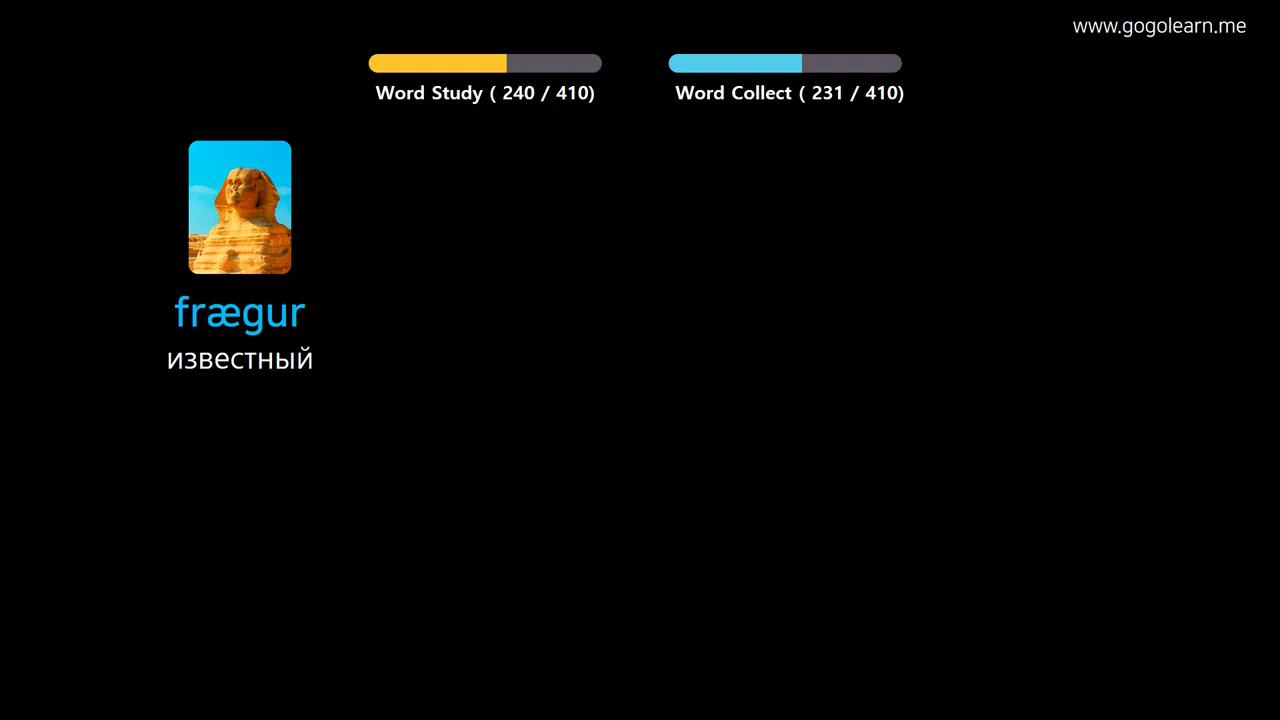 www.gogolearn.me
Word Study ( 240 / 410)
Word Collect ( 231 / 410)
frægur
известный